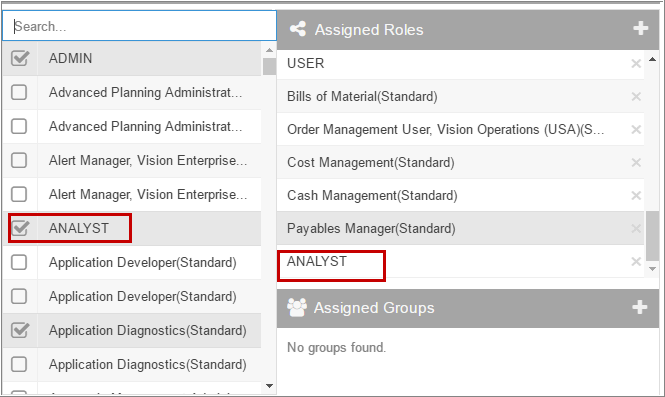 Search...
ADMIN
Advanced Planning Administrat...
Advanced Planning Administrat...
Alert Manager, Vision Enterprise...
Alert Manager, Vision Enterprise...
ANALYST
Application Developer(Standard)
Application Developer(Standard)
Application Diagnostics(Standard)
Application Diagnostics(Standard)
Assigned Roles
USER
Bills of Material(Standard)
Order Management User, Vision Operations (USA)(S...
Cost Management(Standard)
Cash Management(Standard)
Payables Manager(Standard)
ANALYST
Assigned Groups
No groups found.